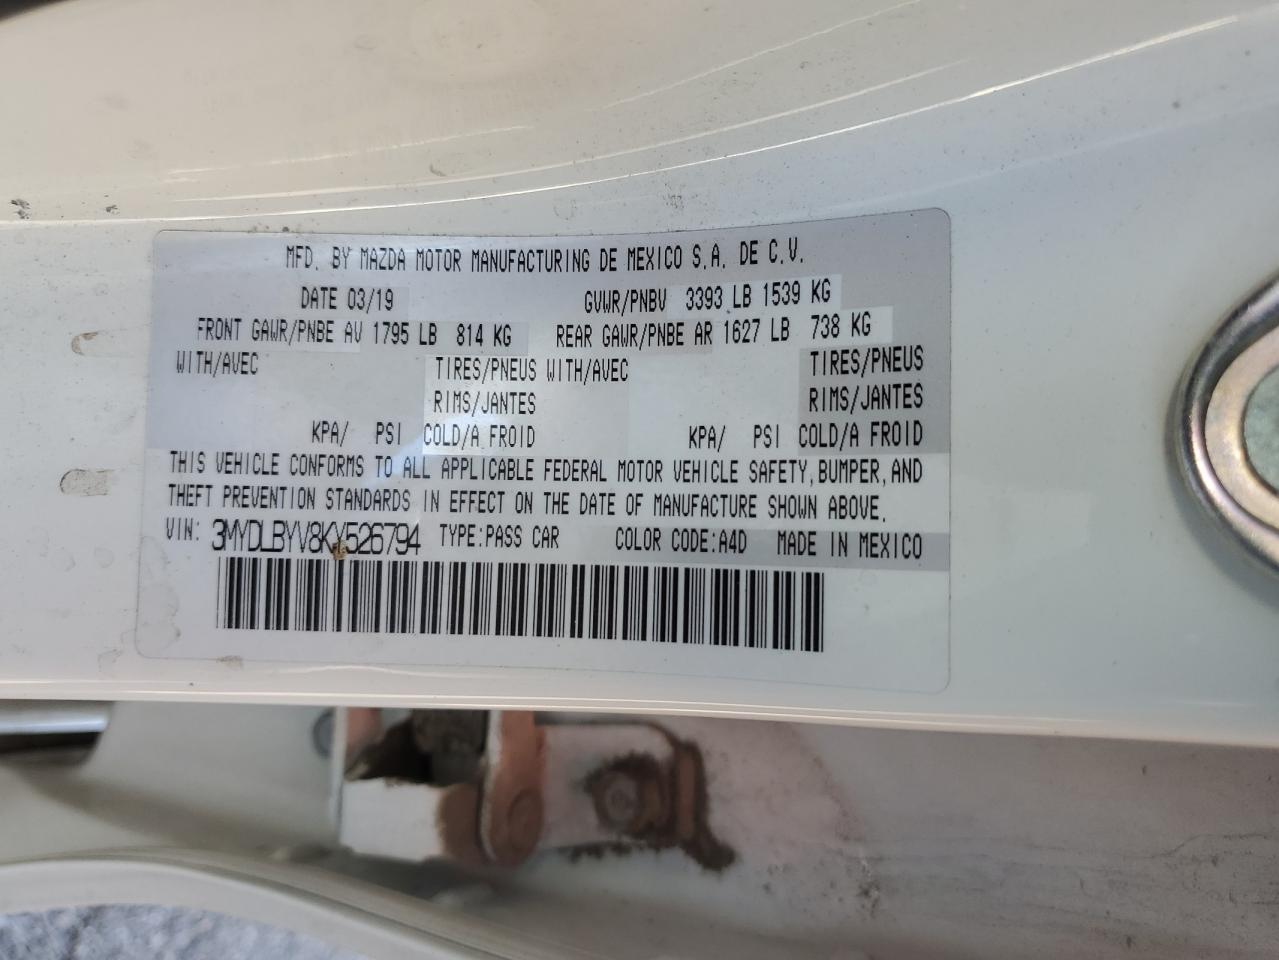 MFD. BY MAZDA MOTOR MANUFACTURING DE MEXICO S.A. DE C.V.
DATE 03/19 GVWR/PNBV 3393 LB 1539 KG
FRONT GAWR/PNBE AV 1795 LB 814 KG REAR GAWR/PNBE AR 1627 LB 738 KG
WITH/AVEC TIRES/PNEUS WITH/AVEC TIRES/PNEUS
RIMS/JANTES RIMS/JANTES
KPA/ PSI COLD/A FROID KPA/ PSI COLD/A FROID
THIS VEHICLE CONFORMS TO ALL APPLICABLE FEDERAL MOTOR VEHICLE SAFETY, BUMPER, AND
THEFT PREVENTION STANDARDS IN EFFECT ON THE DATE OF MANUFACTURE SHOWN ABOVE.
VIN: 3MYDLBYV8KY526794 TYPE:PASS CAR COLOR CODE:A4D MADE IN MEXICO